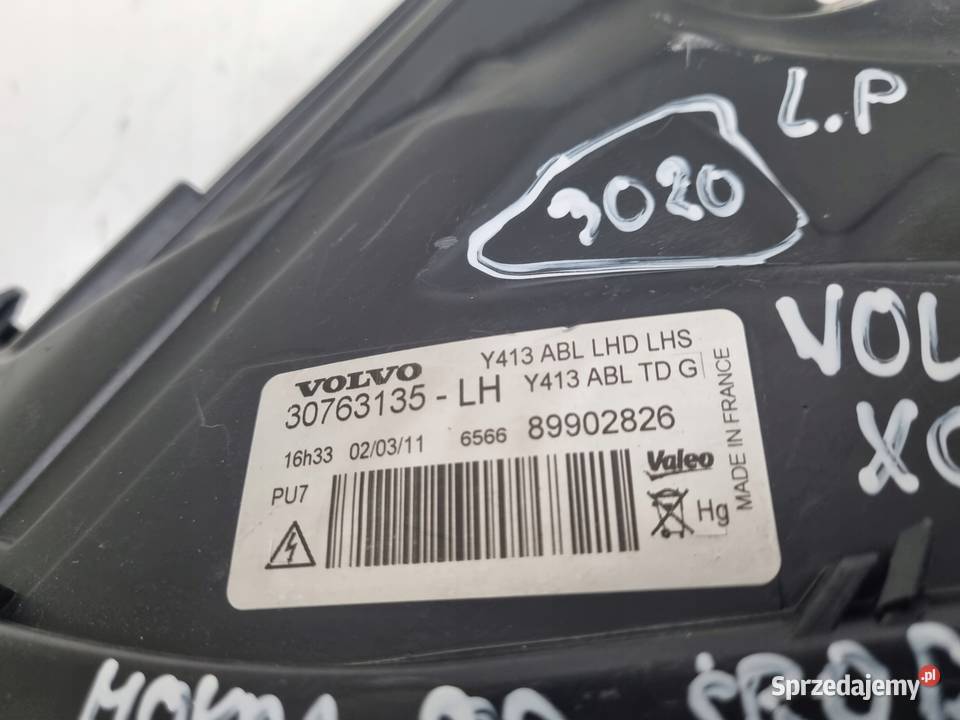 L.P
3020
VOL
XC
VOLVO
Y413 ABL LHD LHS
30763135 - LH
Y413 ABL TD G
16h33 02/03/11 6566 89902826
PU7
Valeo
Hg
MADE IN FRANCE
Sprzedajemy.pl